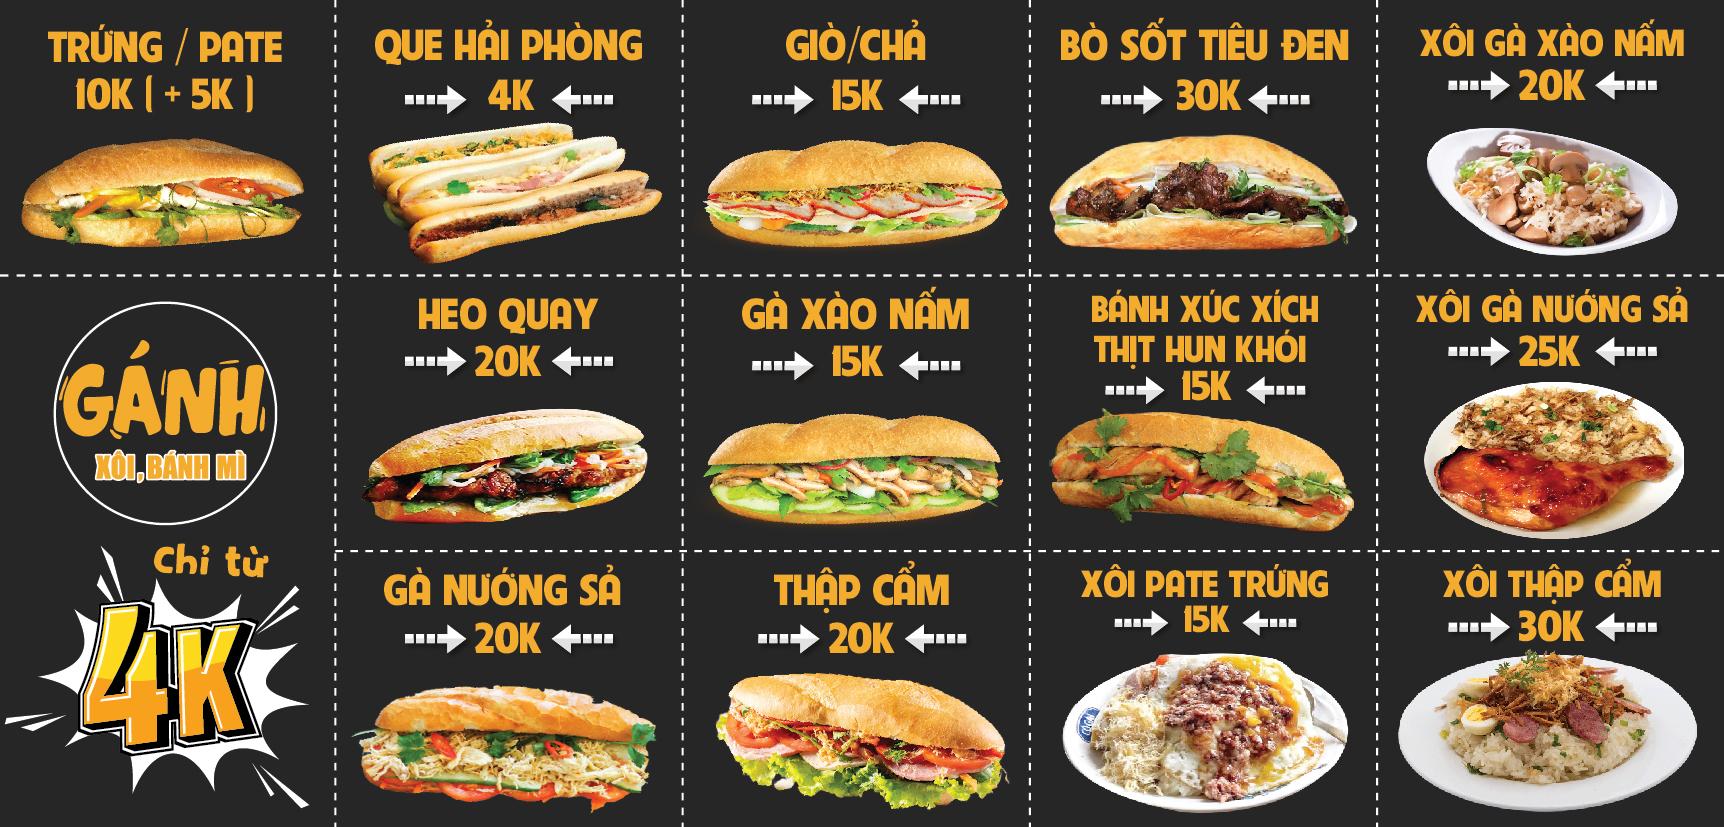 TRỨNG / PATE
10K ( + 5K )
QUE HẢI PHÒNG
4K
GIÒ/CHẢ
15K
BÒ SỐT TIÊU ĐEN
30K
XÔI GÀ XÀO NẤM
20K
GÁNH
XÔI, BÁNH MÌ
Chỉ từ
4K
HEO QUAY
20K
GÀ XÀO NẤM
15K
BÁNH XÚC XÍCH
THỊT HUN KHÓI
15K
XÔI GÀ NƯỚNG SẢ
25K
GÀ NƯỚNG SẢ
20K
THẬP CẨM
20K
XÔI PATE TRỨNG
15K
XÔI THẬP CẨM
30K